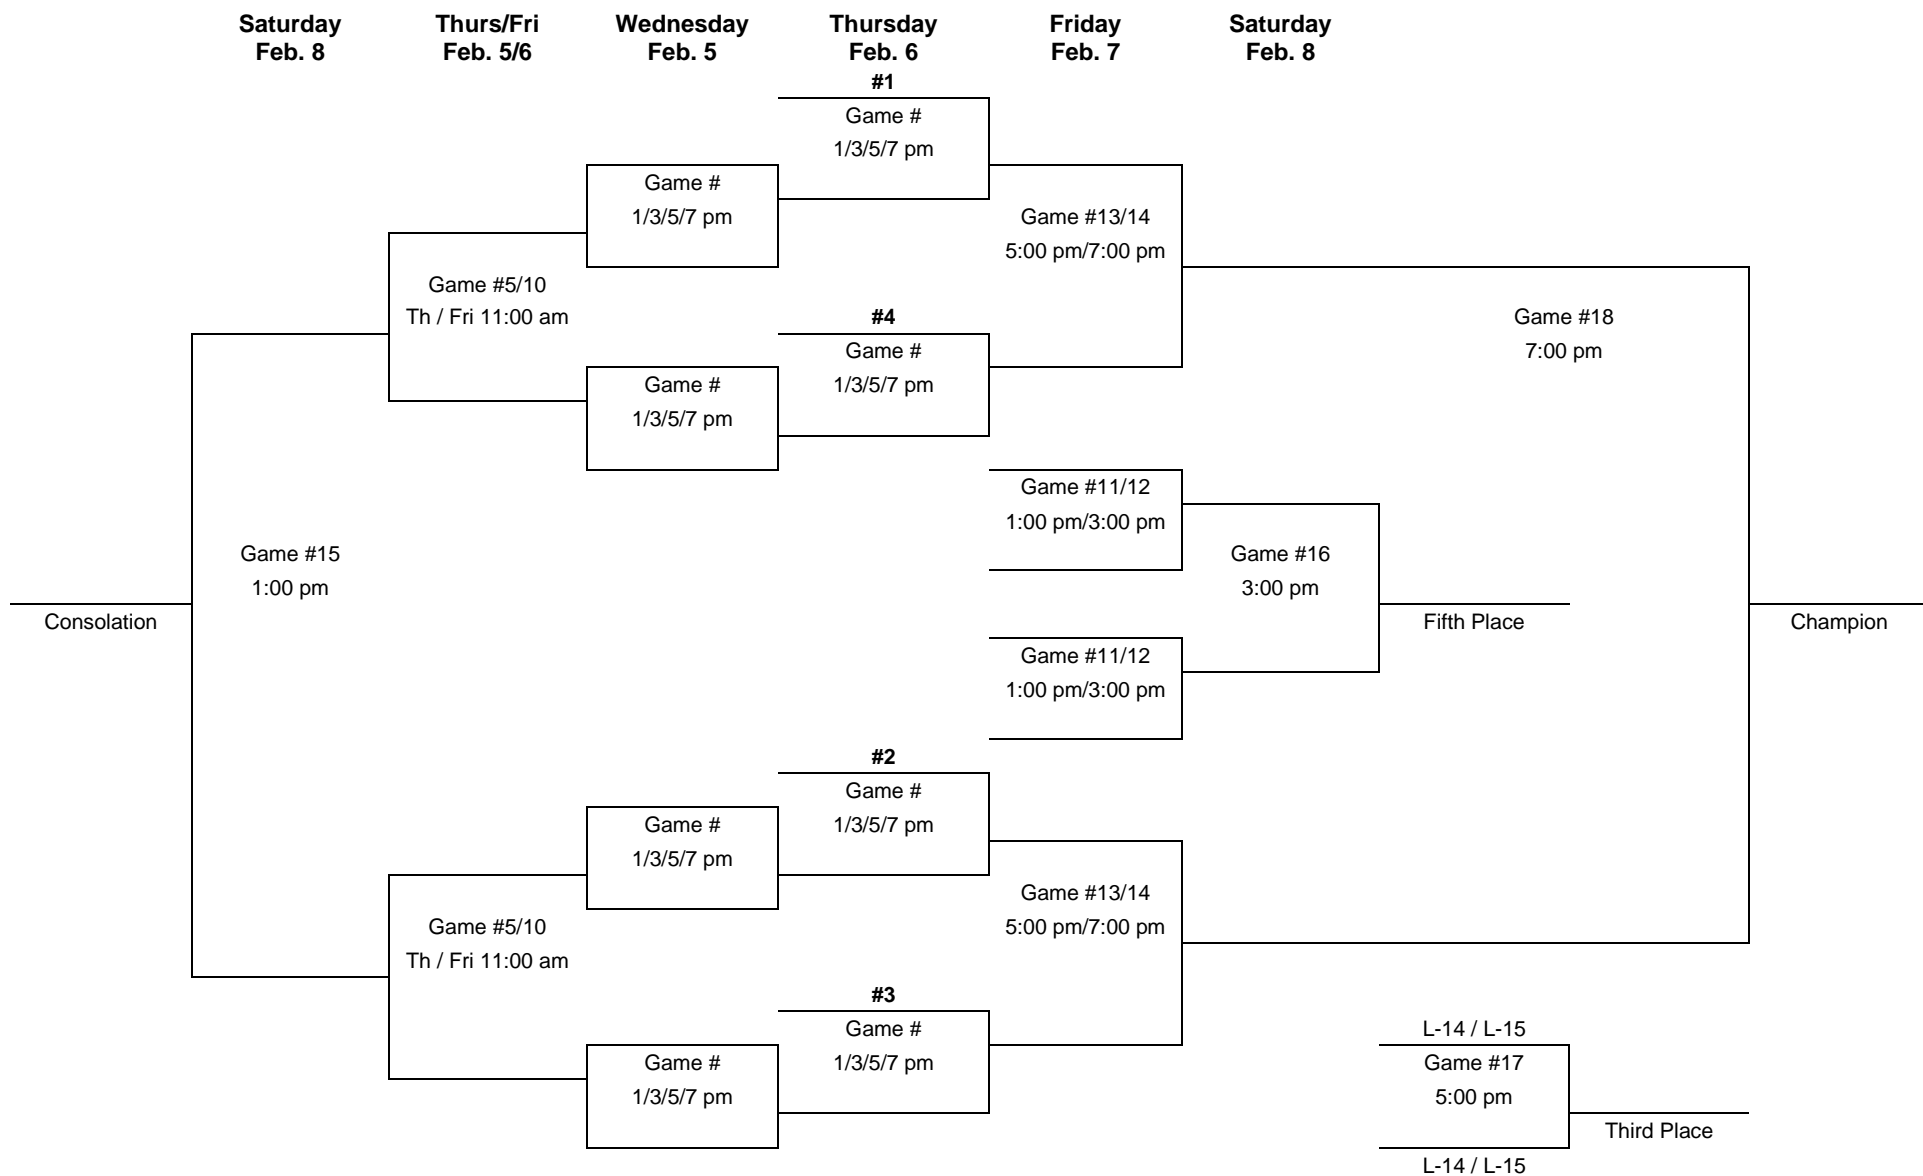 Saturday Thurs/Fri Wednesday Thursday Friday Saturday
Feb. 8 Feb. 5/6 Feb. 5 Feb. 6 Feb. 7 Feb. 8
#1
Game #
1/3/5/7 pm
Game #
1/3/5/7 pm
Game #13/14
5:00 pm/7:00 pm
Game #5/10
Th / Fri 11:00 am
#4
Game #18
Game #
7:00 pm
Game #
1/3/5/7 pm
1/3/5/7 pm
Game #11/12
1:00 pm/3:00 pm
Game #15
Game #16
1:00 pm
3:00 pm
Consolation
Fifth Place
Champion
Game #11/12
1:00 pm/3:00 pm
#2
Game #
1/3/5/7 pm
Game #
1/3/5/7 pm
Game #13/14
5:00 pm/7:00 pm
Game #5/10
Th / Fri 11:00 am
#3
Game #
L-14 / L-15
1/3/5/7 pm
Game #
Game #17
1/3/5/7 pm
5:00 pm
Third Place
L-14 / L-15